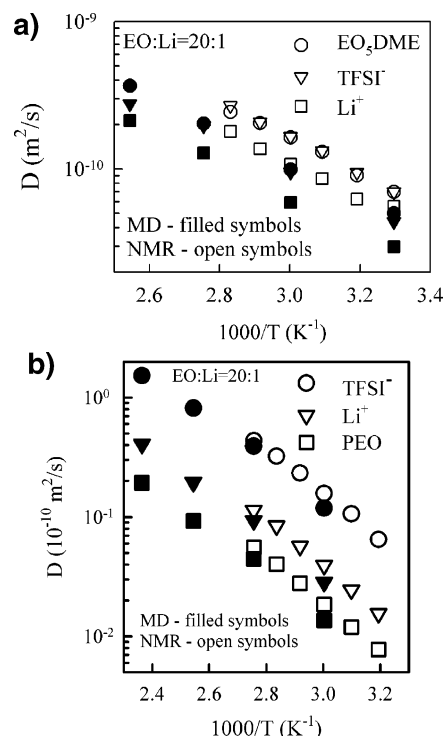 a)
EO:Li=20:1
EO₅DME
TFSI⁻
Li⁺
MD - filled symbols
NMR - open symbols
10⁻⁹
10⁻¹⁰
D (m²/s)
2.6 2.8 3.0 3.2 3.4
1000/T (K⁻¹)
b)
EO:Li=20:1
TFSI⁻
Li⁺
PEO
MD - filled symbols
NMR - open symbols
10⁰
10⁻¹
10⁻²
D (10⁻¹⁰ m²/s)
2.4 2.6 2.8 3.0 3.2
1000/T (K⁻¹)